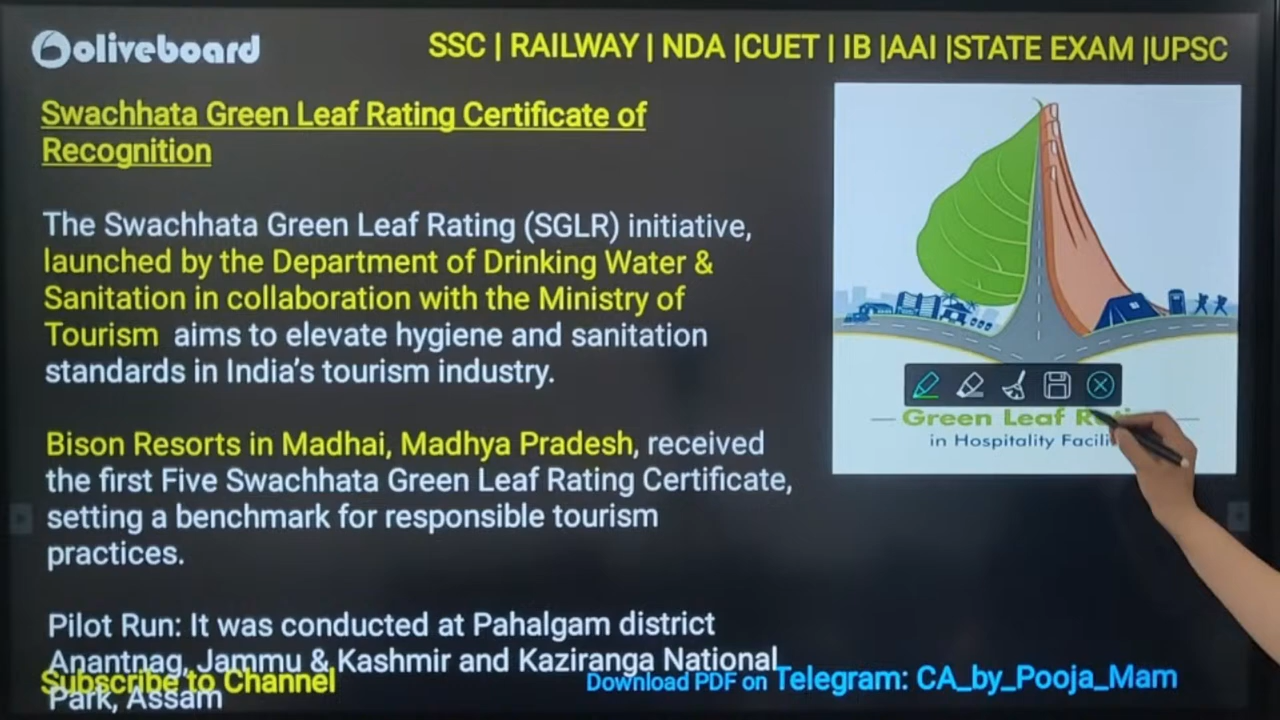 oliveboard
SSC | RAILWAY | NDA |CUET | IB |AAI |STATE EXAM |UPSC
Swachhata Green Leaf Rating Certificate of
Recognition
The Swachhata Green Leaf Rating (SGLR) initiative,
launched by the Department of Drinking Water &
Sanitation in collaboration with the Ministry of
Tourism aims to elevate hygiene and sanitation
standards in India's tourism industry.
Bison Resorts in Madhai, Madhya Pradesh, received
the first Five Swachhata Green Leaf Rating Certificate,
setting a benchmark for responsible tourism
practices.
Pilot Run: It was conducted at Pahalgam district
Anantnag, Jammu & Kashmir and Kaziranga National
Park, Assam
Green Leaf
in Hospitality
Subscribe to Channel
Download PDF on Telegram: CA_by_Pooja_Mam